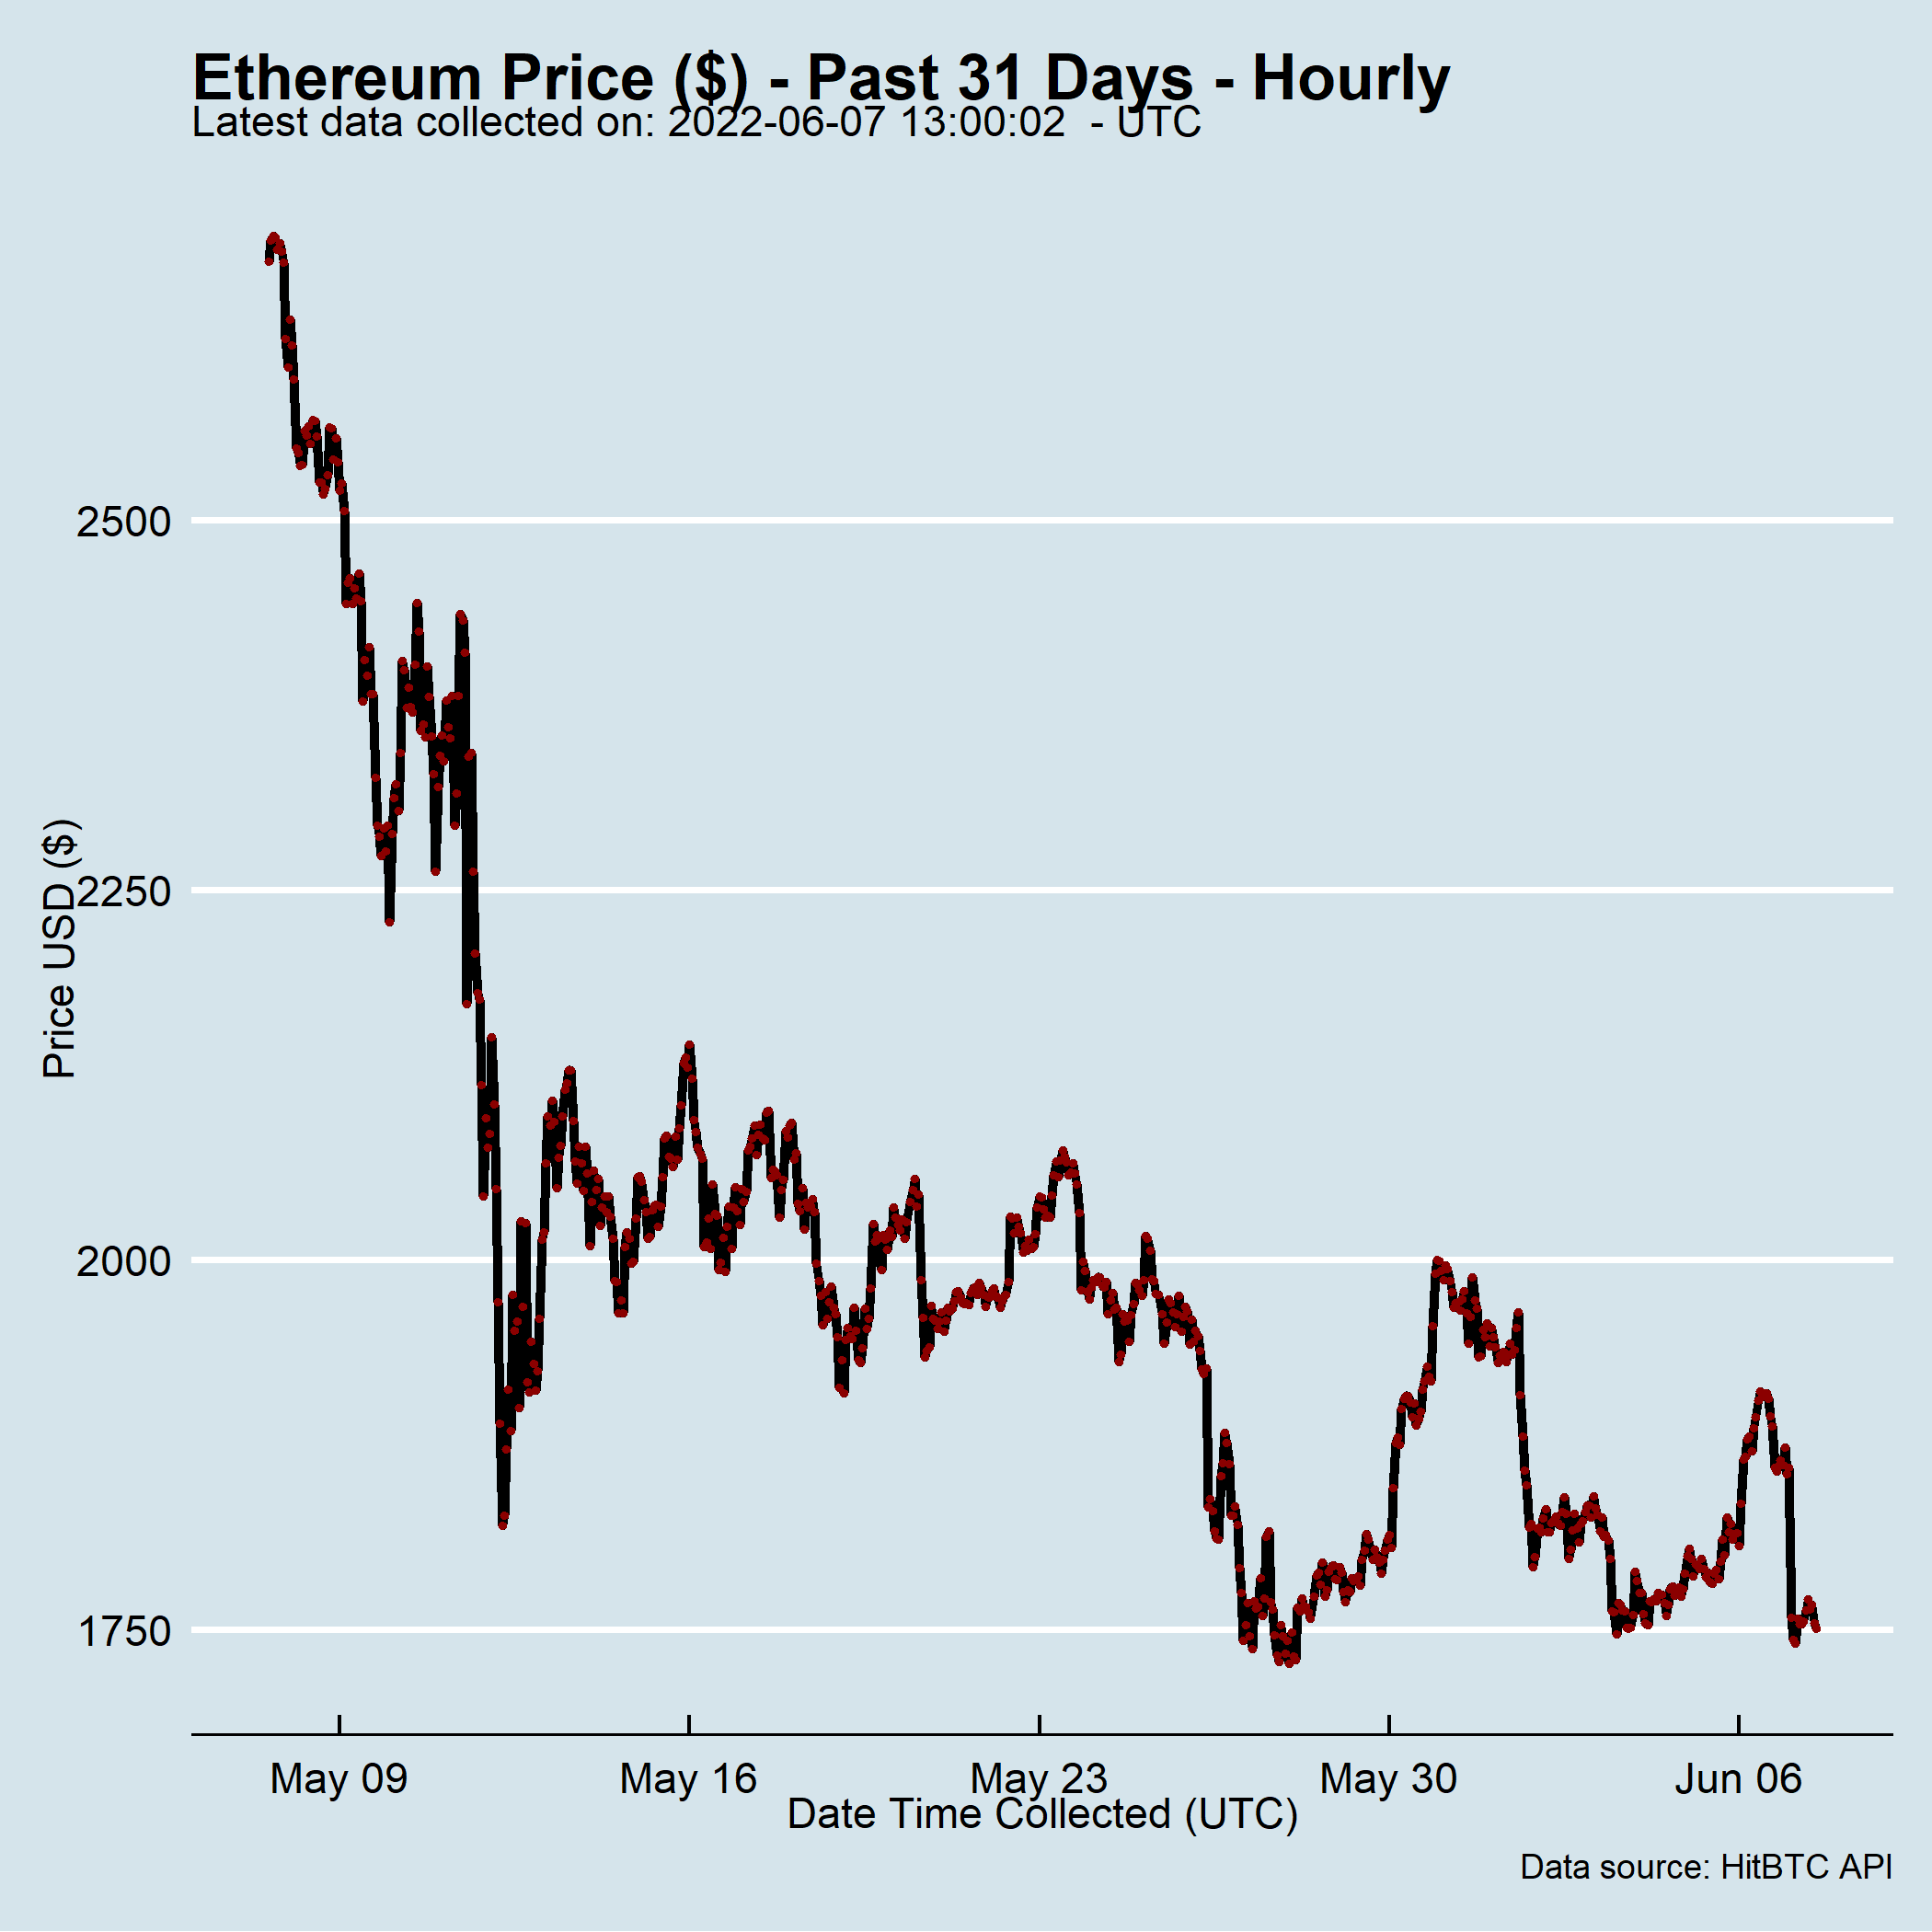 Ethereum Price ($) - Past 31 Days - Hourly
Latest data collected on: 2022-06-07 13:00:02  - UTC
Price USD ($)
2500
2250
2000
1750
May 09 May 16 May 23 May 30 Jun 06
Date Time Collected (UTC)
Data source: HitBTC API